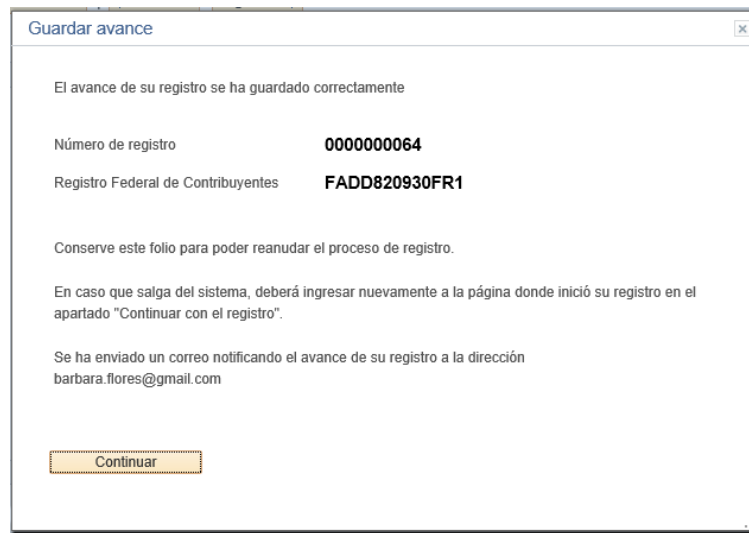 Guardar avance
El avance de su registro se ha guardado correctamente
Número de registro 0000000064
Registro Federal de Contribuyentes FADD820930FR1
Conserve este folio para poder reanudar el proceso de registro.
En caso que salga del sistema, deberá ingresar nuevamente a la página donde inició su registro en el
apartado "Continuar con el registro".
Se ha enviado un correo notificando el avance de su registro a la dirección
barbara.flores@gmail.com
Continuar